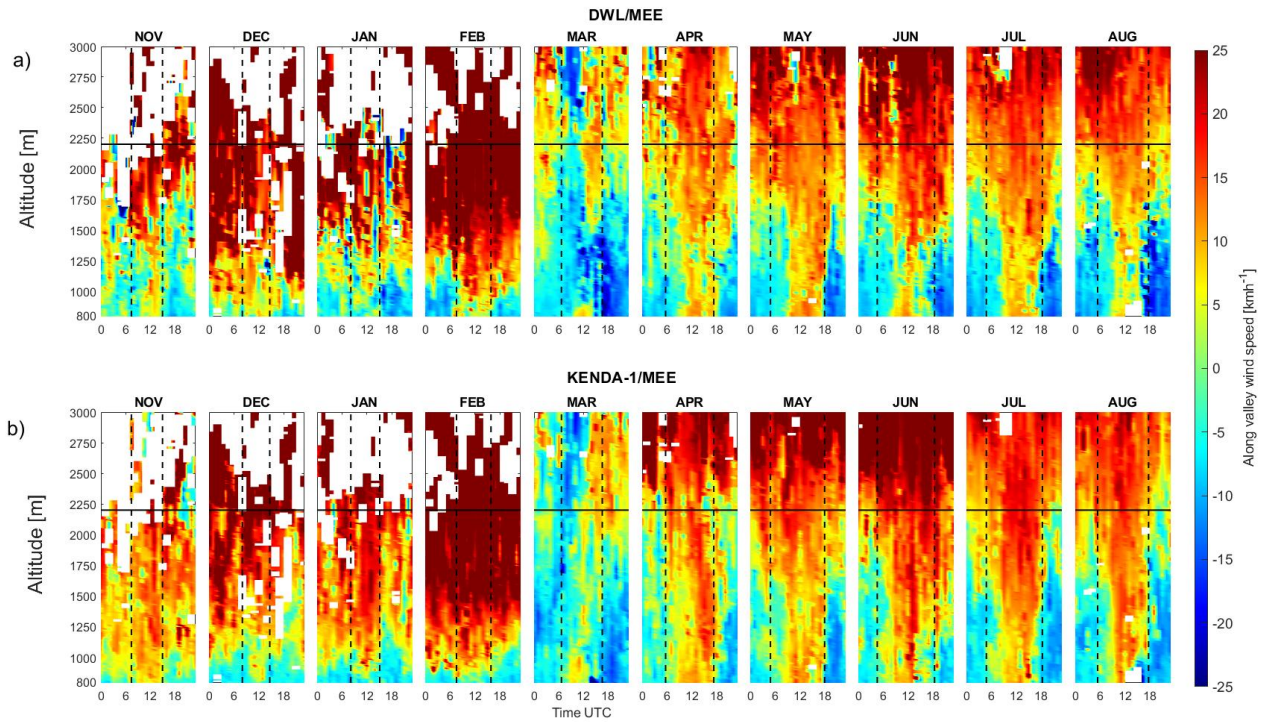 DWL/MEE
a)
NOV DEC JAN FEB MAR APR MAY JUN JUL AUG
3000
2750
2500
2250
2000
1750
1500
1250
1000
800
Altitude [m]
0 6 12 18 0 6 12 18 0 6 12 18 0 6 12 18 0 6 12 18 0 6 12 18 0 6 12 18 0 6 12 18 0 6 12 18 0 6 12 18
KENDA-1/MEE
b)
NOV DEC JAN FEB MAR APR MAY JUN JUL AUG
3000
2750
2500
2250
2000
1750
1500
1250
1000
800
Altitude [m]
0 6 12 18 0 6 12 18 0 6 12 18 0 6 12 18 0 6 12 18 0 6 12 18 0 6 12 18 0 6 12 18 0 6 12 18 0 6 12 18
Time UTC
25
20
15
10
5
0
-5
-10
-15
-20
-25
Along valley wind speed [kmh⁻¹]